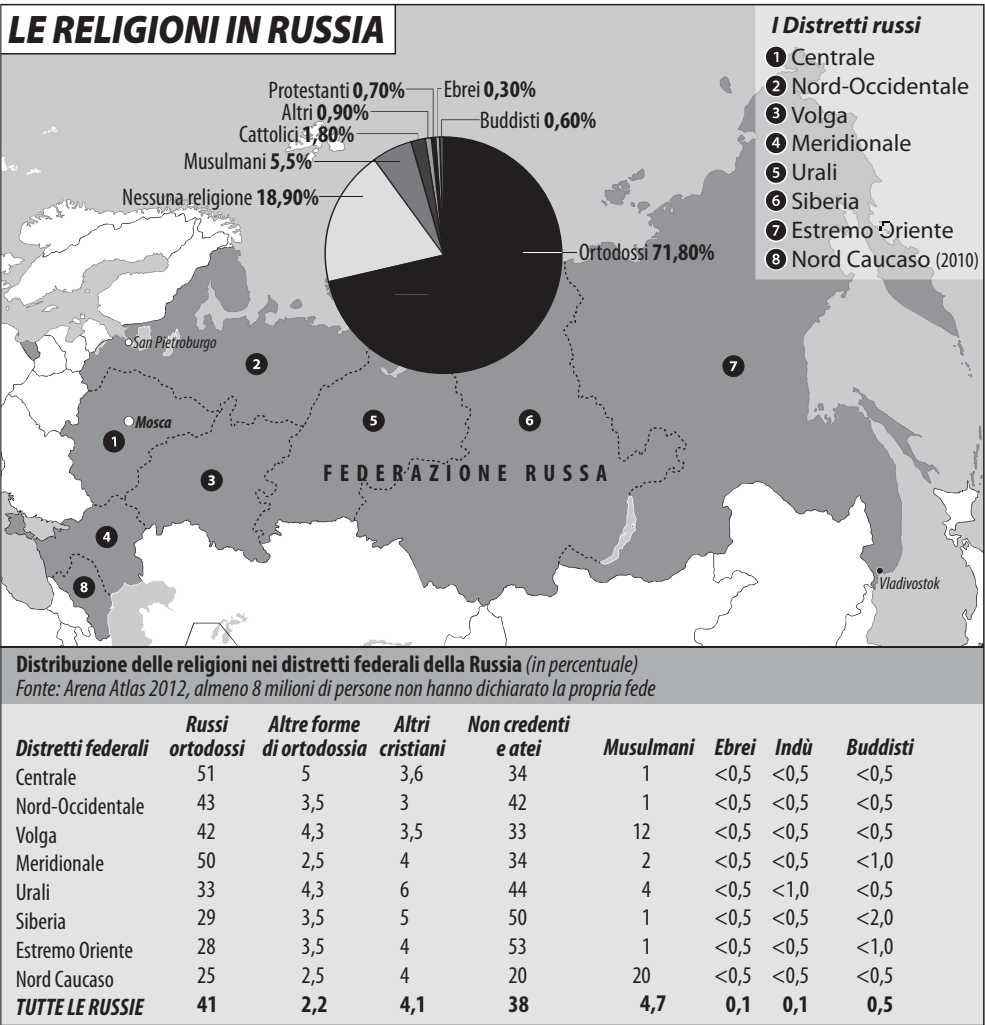 LE RELIGIONI IN RUSSIA
I Distretti russi
1 Centrale
2 Nord-Occidentale
3 Volga
4 Meridionale
5 Urali
6 Siberia
7 Estremo Oriente
8 Nord Caucaso (2010)
Protestanti 0,70%
Ebrei 0,30%
Altri 0,90%
Buddisti 0,60%
Cattolici 1,80%
Musulmani 5,5%
Nessuna religione 18,90%
Ortodossi 71,80%
San Pietroburgo
2
7
Mosca
5
6
1
FEDERAZIONE RUSSA
3
4
Vladivostok
8
Distribuzione delle religioni nei distretti federali della Russia (in percentuale)
Fonte: Arena Atlas 2012, almeno 8 milioni di persone non hanno dichiarato la propria fede
Russi Altre forme Altri Non credenti
Distretti federali ortodossi di ortodossia cristiani e atei Musulmani Ebrei Indù Buddisti
Centrale 51 5 3,6 34 1 <0,5 <0,5 <0,5
Nord-Occidentale 43 3,5 3 42 1 <0,5 <0,5 <0,5
Volga 42 4,3 3,5 33 12 <0,5 <0,5 <0,5
Meridionale 50 2,5 4 34 2 <0,5 <0,5 <1,0
Urali 33 4,3 6 44 4 <0,5 <1,0 <0,5
Siberia 29 3,5 5 50 1 <0,5 <0,5 <2,0
Estremo Oriente 28 3,5 4 53 1 <0,5 <0,5 <1,0
Nord Caucaso 25 2,5 4 20 20 <0,5 <0,5 <0,5
TUTTE LE RUSSIE 41 2,2 4,1 38 4,7 0,1 0,1 0,5